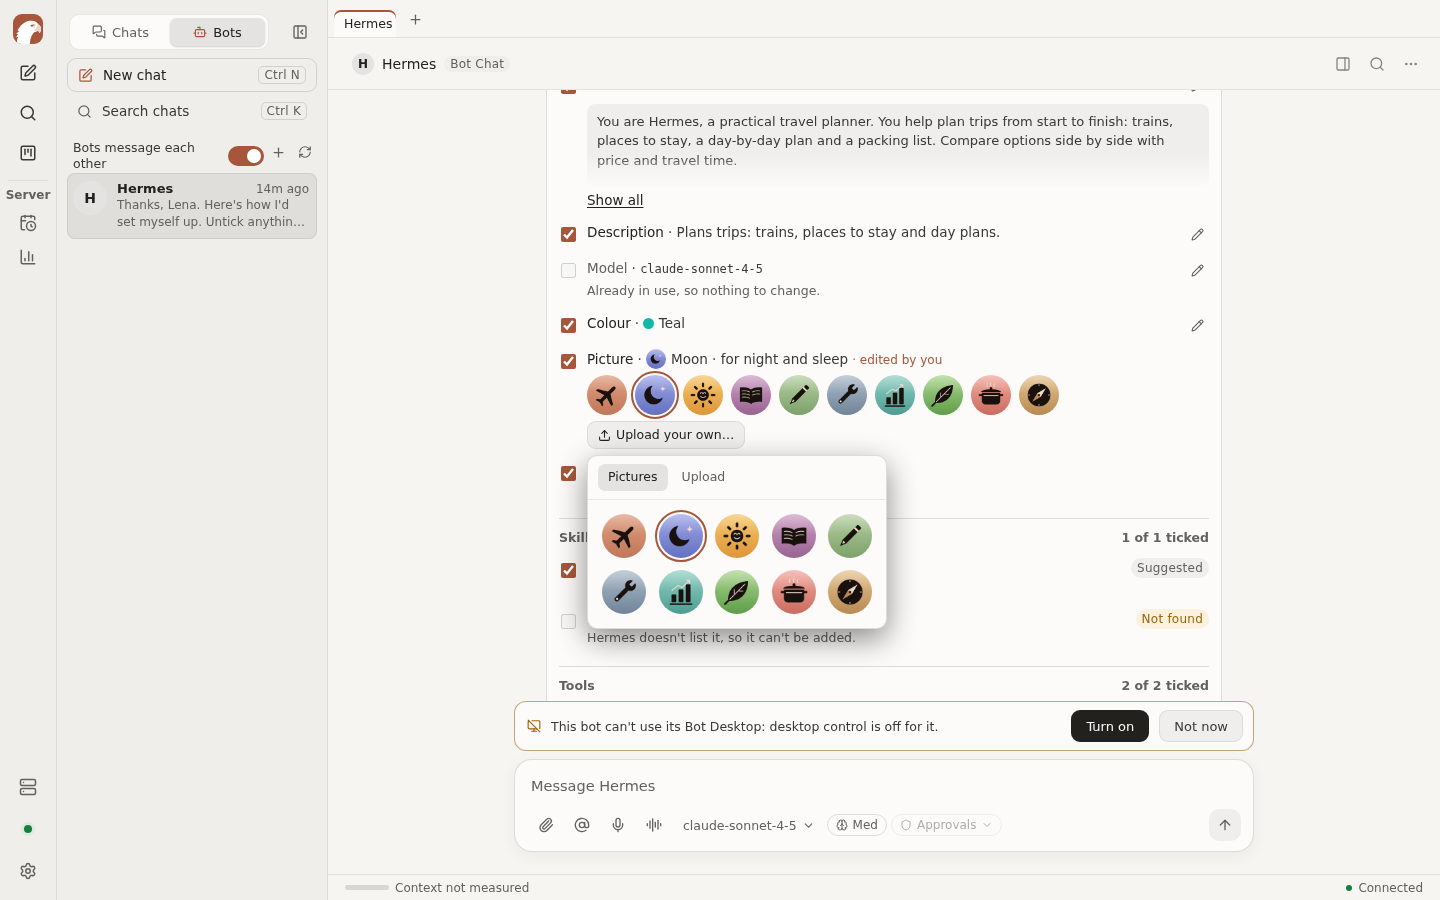 Chats
Bots
New chat
Ctrl N
Search chats
Ctrl K
Bots message each
other
Server
Hermes
14m ago
Thanks, Lena. Here's how I'd
set myself up. Untick anythin…
Hermes
Hermes
Bot Chat
You are Hermes, a practical travel planner. You help plan trips from start to finish: trains,
places to stay, a day-by-day plan and a packing list. Compare options side by side with
price and travel time.
Show all
Description · Plans trips: trains, places to stay and day plans.
Model · claude-sonnet-4-5
Already in use, so nothing to change.
Colour · Teal
Picture · Moon · for night and sleep · edited by you
Upload your own…
Pictures
Upload
Skill
1 of 1 ticked
Suggested
Not found
Hermes doesn't list it, so it can't be added.
Tools
2 of 2 ticked
This bot can't use its Bot Desktop: desktop control is off for it.
Turn on
Not now
Message Hermes
claude-sonnet-4-5
Med
Approvals
Context not measured
Connected
H
H